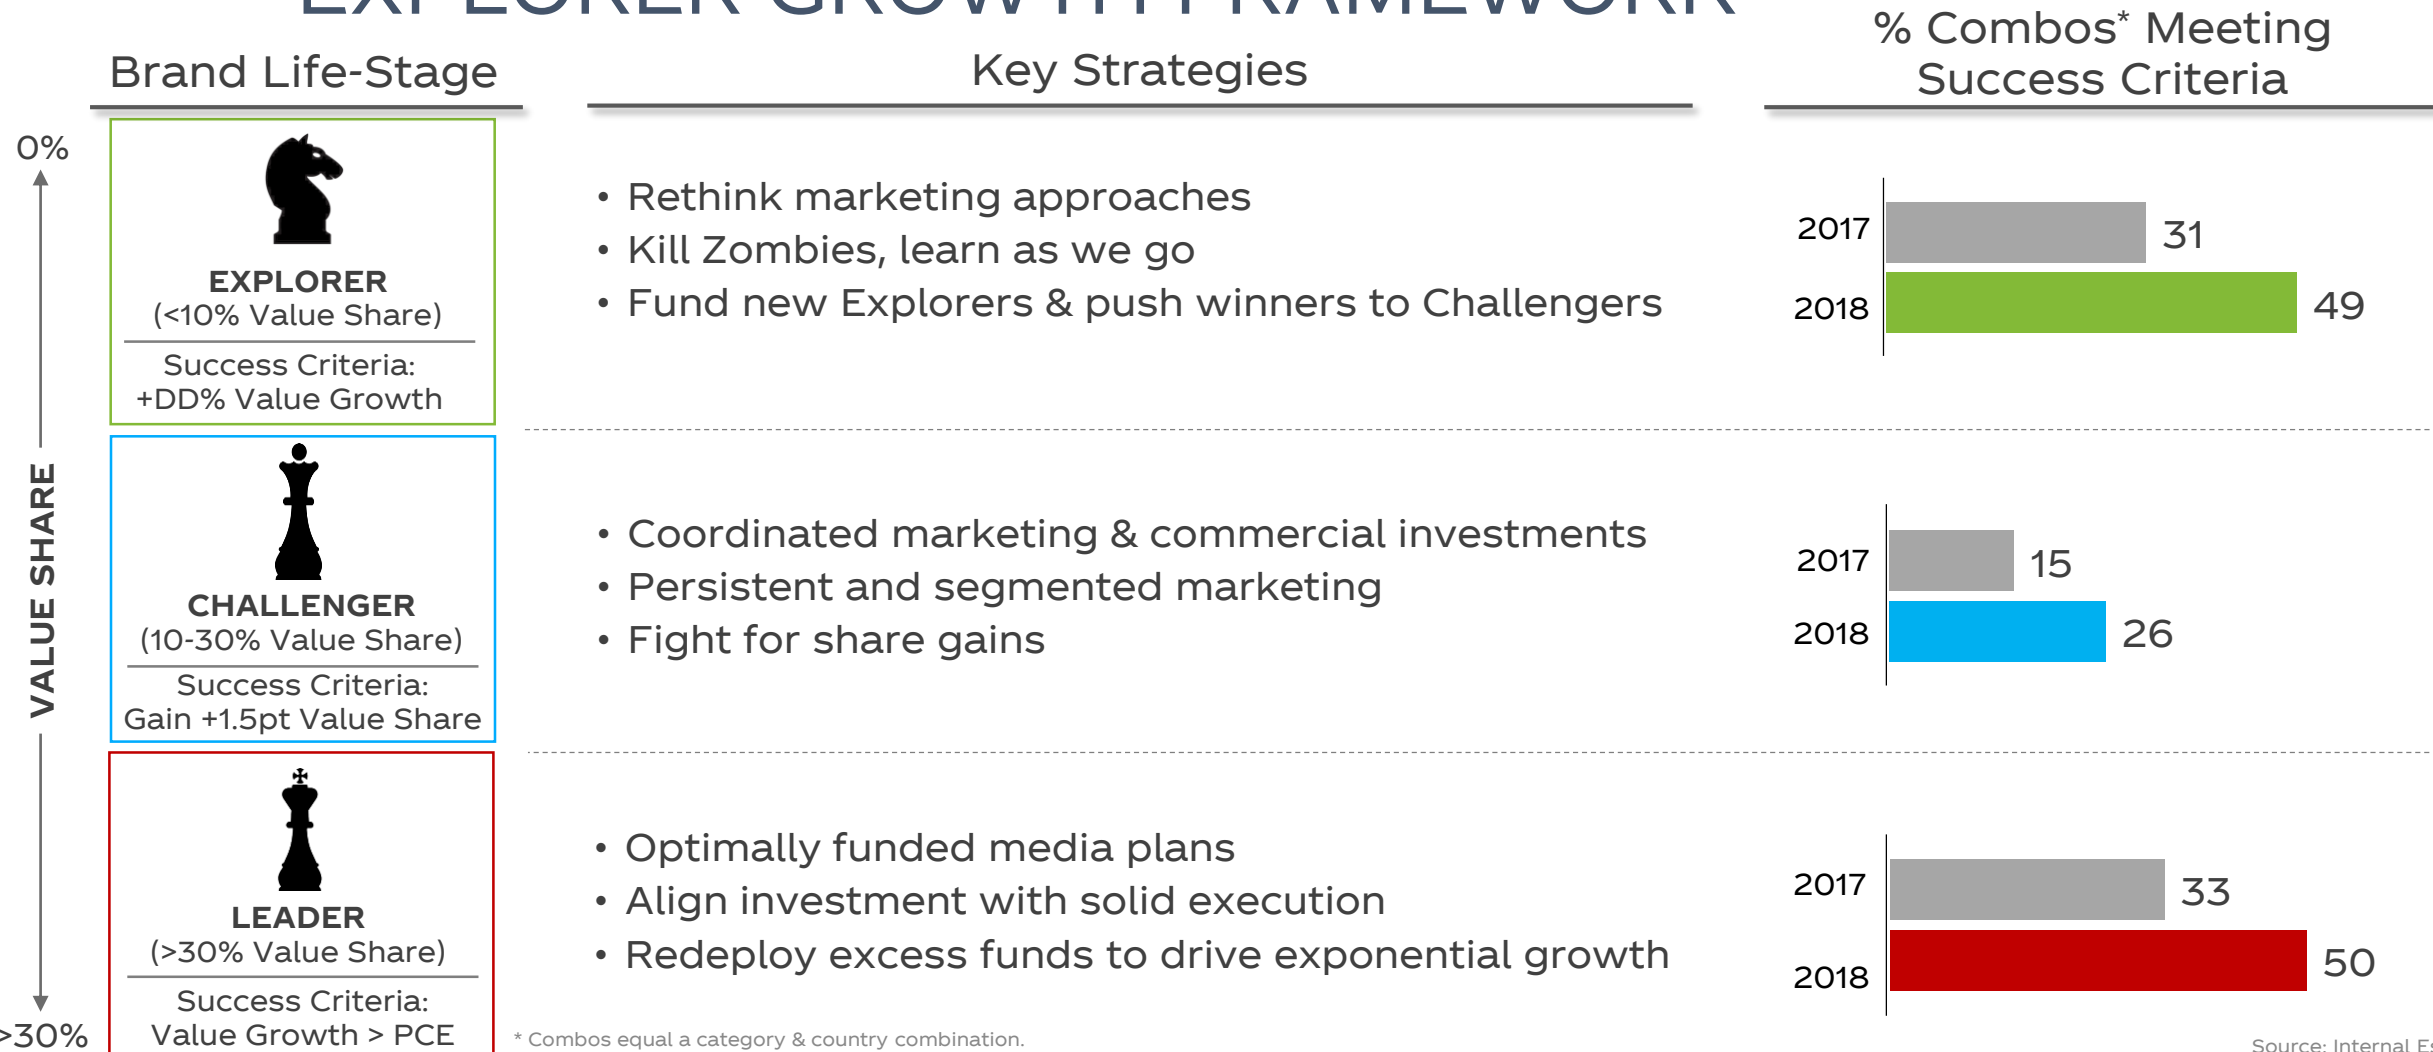 EXPLORER GROWTH FRAMEWORK
Brand Life-Stage
Key Strategies
% Combos* Meeting
Success Criteria
0%
VALUE SHARE
>30%
EXPLORER
(<10% Value Share)
Success Criteria:
+DD% Value Growth
• Rethink marketing approaches
• Kill Zombies, learn as we go
• Fund new Explorers & push winners to Challengers
2017 31
2018 49
CHALLENGER
(10-30% Value Share)
Success Criteria:
Gain +1.5pt Value Share
• Coordinated marketing & commercial investments
• Persistent and segmented marketing
• Fight for share gains
2017 15
2018 26
LEADER
(>30% Value Share)
Success Criteria:
Value Growth > PCE
• Optimally funded media plans
• Align investment with solid execution
• Redeploy excess funds to drive exponential growth
2017 33
2018 50
* Combos equal a category & country combination.
Source: Internal